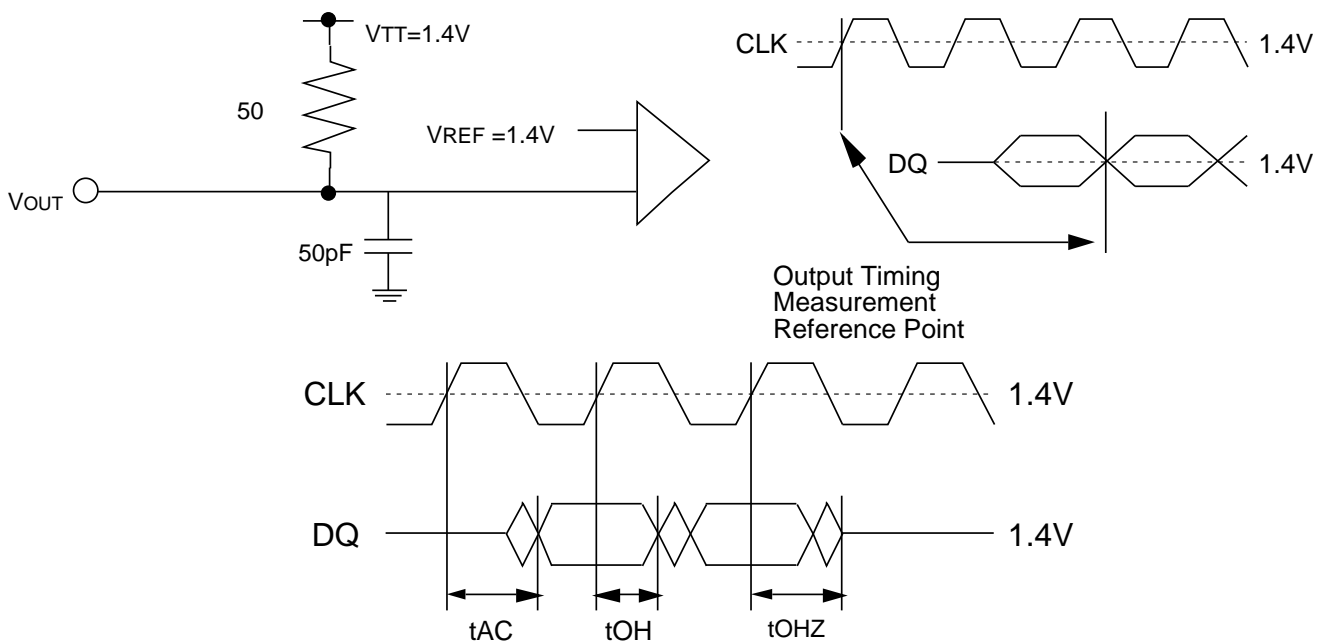 VTT=1.4V
50
VREF =1.4V
VOUT
50pF
CLK
1.4V
DQ
1.4V
Output Timing
Measurement
Reference Point
CLK
1.4V
DQ
1.4V
tAC
tOH
tOHZ